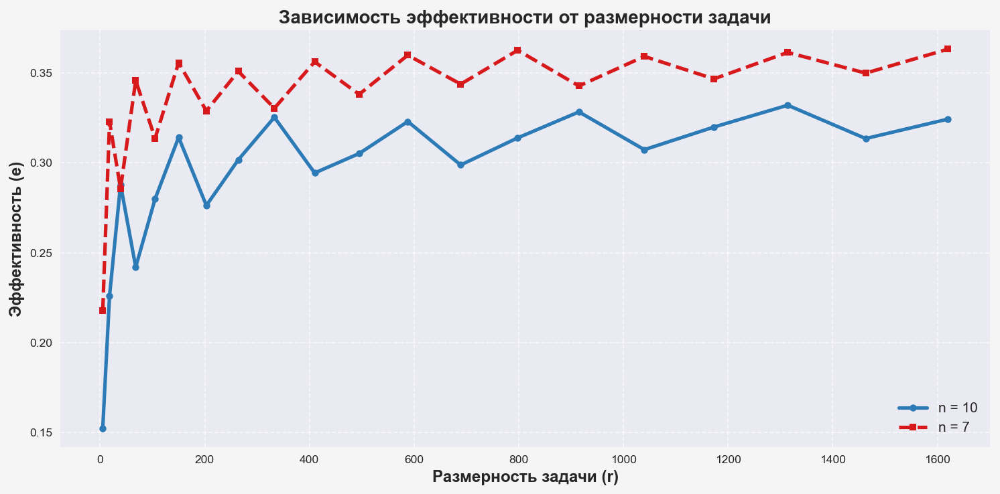 Зависимость эффективности от размерности задачи
Эффективность (e)
0.35
0.30
0.25
0.20
0.15
n = 10
n = 7
0 200 400 600 800 1000 1200 1400 1600
Размерность задачи (r)